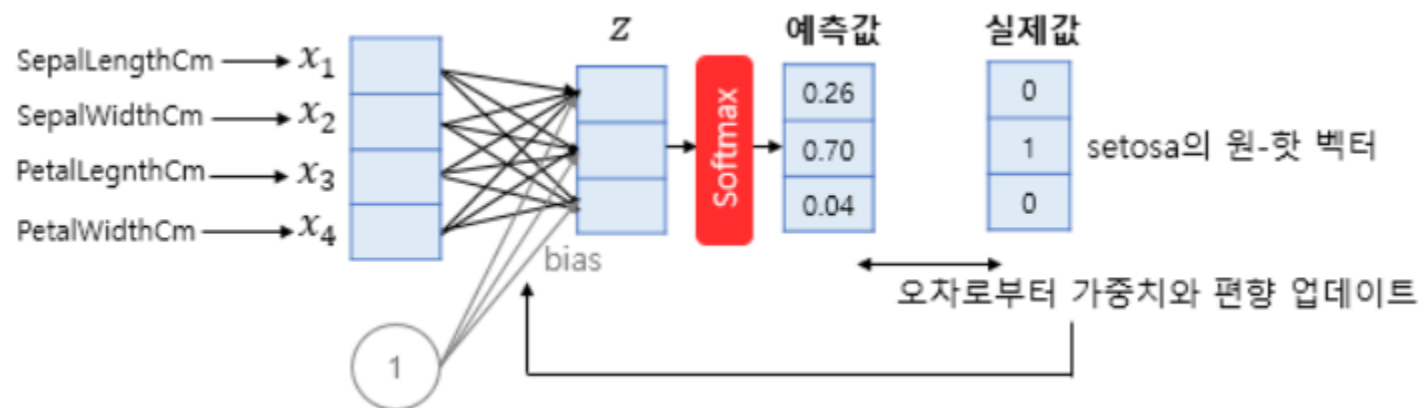 SepalLengthCm x₁
SepalWidthCm x₂
PetalLegnthCm x₃
PetalWidthCm x₄
1
bias
z
Softmax
예측값
0.26
0.70
0.04
실제값
0
1
0
setosa의 원-핫 벡터
오차로부터 가중치와 편향 업데이트